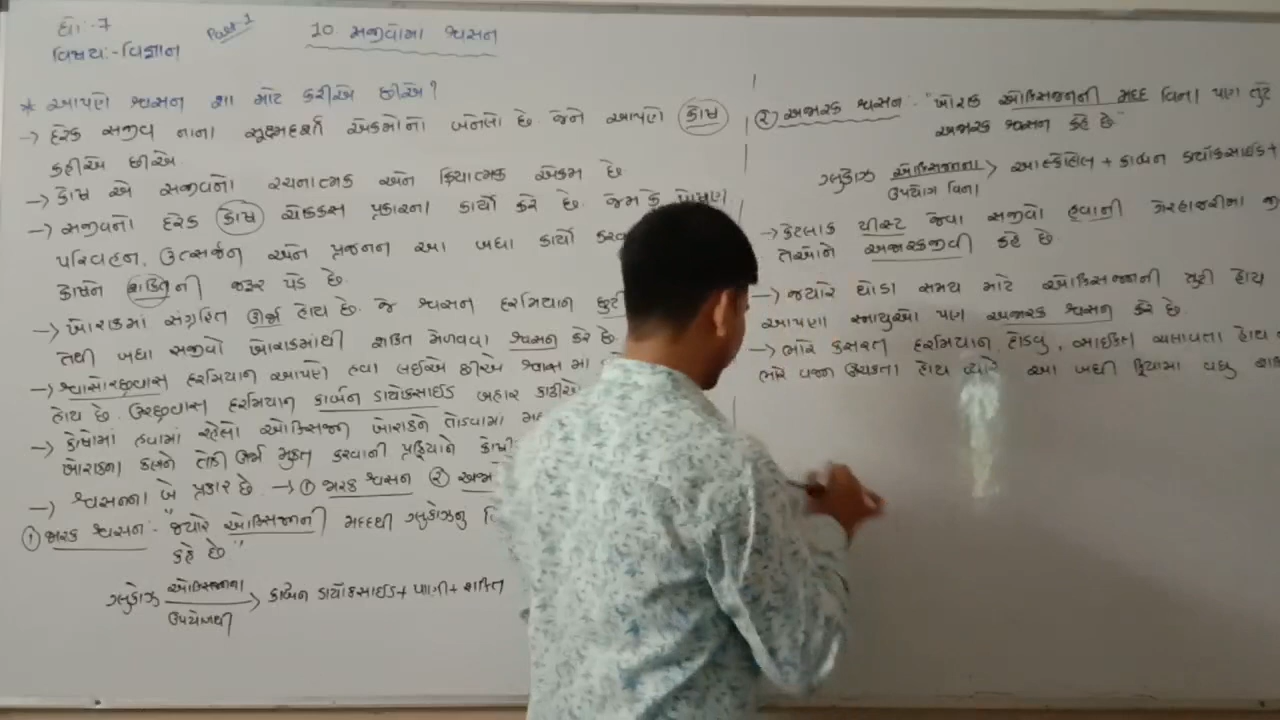 ધો:-7
Part-1
10. સજીવોમાં શ્વસન
વિષય:-વિજ્ઞાન
* આપણે શ્વસન શા માટે કરીએ છીએ?
→ દરેક સજીવ નાના સૂક્ષ્મદર્શી એકમોનો બનેલો છે. જેને આપણે કોષ
કહીએ છીએ.
→ કોષ એ સજીવનો રચનાત્મક અને ક્રિયાત્મક એકમ છે.
→ સજીવનો દરેક કોષ ચોક્કસ પ્રકારના કાર્યો કરે છે. જેમકે પોષણ
પરિવહન, ઉત્સર્જન અને પ્રજનન આ બધા કાર્યો
કોષને શક્તિની જરૂર પડે છે.
→ ખોરાકમાં સંગ્રહિત ઊર્જા હોય છે. જે શ્વસન દરમિયાન
તેથી બધા સજીવો ખોરાકમાંથી શક્તિ મેળવવા શ્વસન કરે છે.
→ શ્વાસોચ્છવાસ દરમિયાન આપણે હવા લઈએ છીએ શ્વાસ માં
હોય છે. ઉચ્છવાસ દરમિયાન કાર્બન ડાયોક્સાઈડ બહાર કાઢીએ
→ કોષોમાં હવામાં રહેલો ઓક્સિજન ખોરાકને તોડવામાં
ખોરાકના કણને તોડી ઊર્જા મુક્ત કરવાની પ્રક્રિયાને
→ શ્વસનના બે પ્રકાર છે → ① જારક શ્વસન ②
① જારક શ્વસન:- "જ્યારે ઓક્સિજનની મદદથી ગ્લુકોઝનુ
કહે છે"
ગ્લુકોઝ ઓક્સિજનના ઉપયોગથી → કાર્બન ડાયોક્સાઈડ + પાણી + શક્તિ
② અજારક શ્વસન:- "ખોરાક ઓક્સિજનની મદદ વિના પણ તૂટે
અજારક શ્વસન કહે છે"
ગ્લુકોઝ ઓક્સિજનના ઉપયોગ વિના → આલ્કોહોલ + કાર્બન ડાયોક્સાઈડ +
→ કેટલાક યીસ્ટ જેવા સજીવો હવાની ગેરહાજરીમાં
તેઓને અજારકજીવી કહે છે.
→ જ્યારે થોડા સમય માટે ઓક્સિજનની તુટી હોય
આપણા સ્નાયુઓ પણ અજારક શ્વસન કરે છે.
→ ભારે કસરત દરમિયાન, દોડવુ, સાઈકલ ચલાવતા હોય
ભારે વજન ઊંચકતા હોય ત્યારે આ બધી ક્રિયામાં વધુ